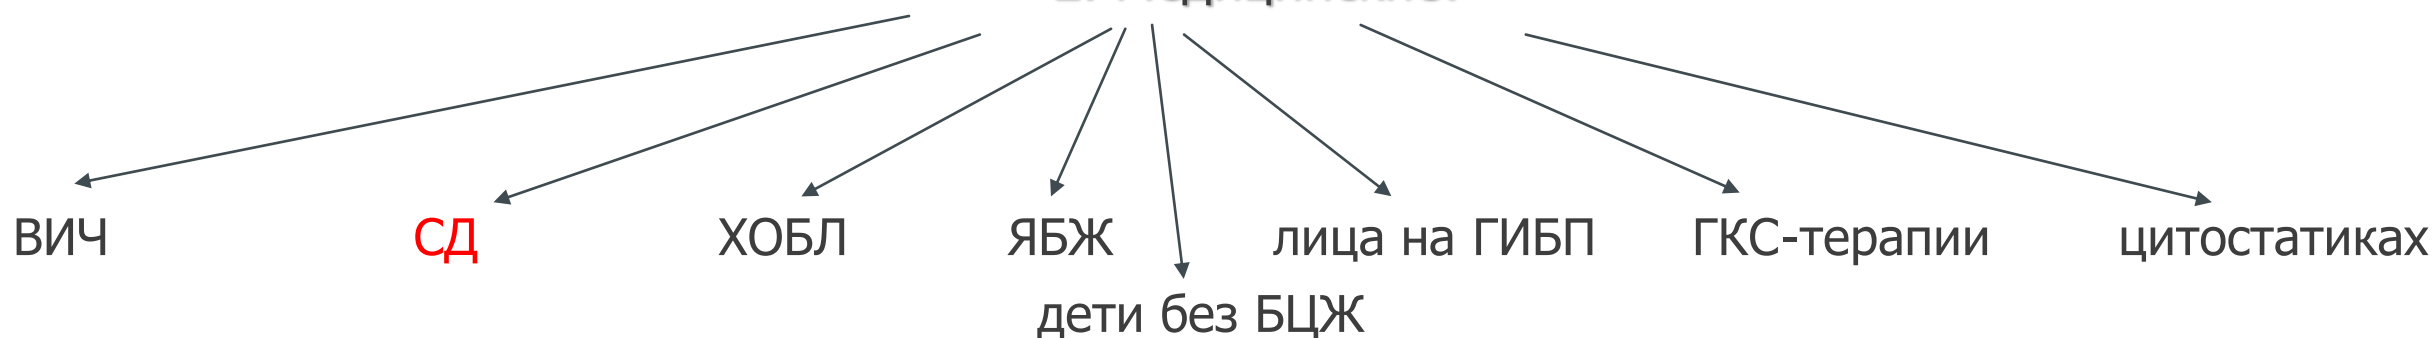 ВИЧ СД ХОБЛ ЯБЖ лица на ГИБП ГКС-терапии цитостатиках
дети без БЦЖ